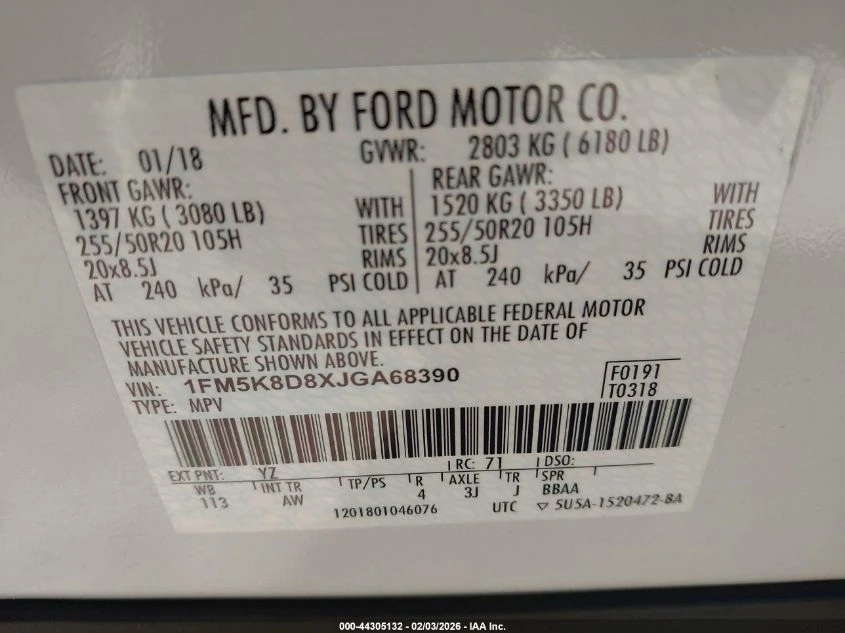 MFD. BY FORD MOTOR CO.
DATE: 01/18 GVWR: 2803 KG ( 6180 LB)
FRONT GAWR: REAR GAWR:
1397 KG ( 3080 LB) WITH 1520 KG ( 3350 LB) WITH
255/50R20 105H TIRES 255/50R20 105H TIRES
20x8.5J RIMS 20x8.5J RIMS
AT 240 kPa/ 35 PSI COLD AT 240 kPa/ 35 PSI COLD
THIS VEHICLE CONFORMS TO ALL APPLICABLE FEDERAL MOTOR
VEHICLE SAFETY STANDARDS IN EFFECT ON THE DATE OF
MANUFACTURE SHOWN ABOVE.
VIN: 1FM5K8D8XJGA68390 F0191
TYPE: MPV T0318
EXT PNT: YZ RC: 71 DSO:
WB INT TR TP/PS R AXLE TR SPR
113 AW 4 3J J BBAA
1201801046076 UTC ▽ 5U5A-1520472-BA
000-44305132 - 02/03/2026 - IAA Inc.